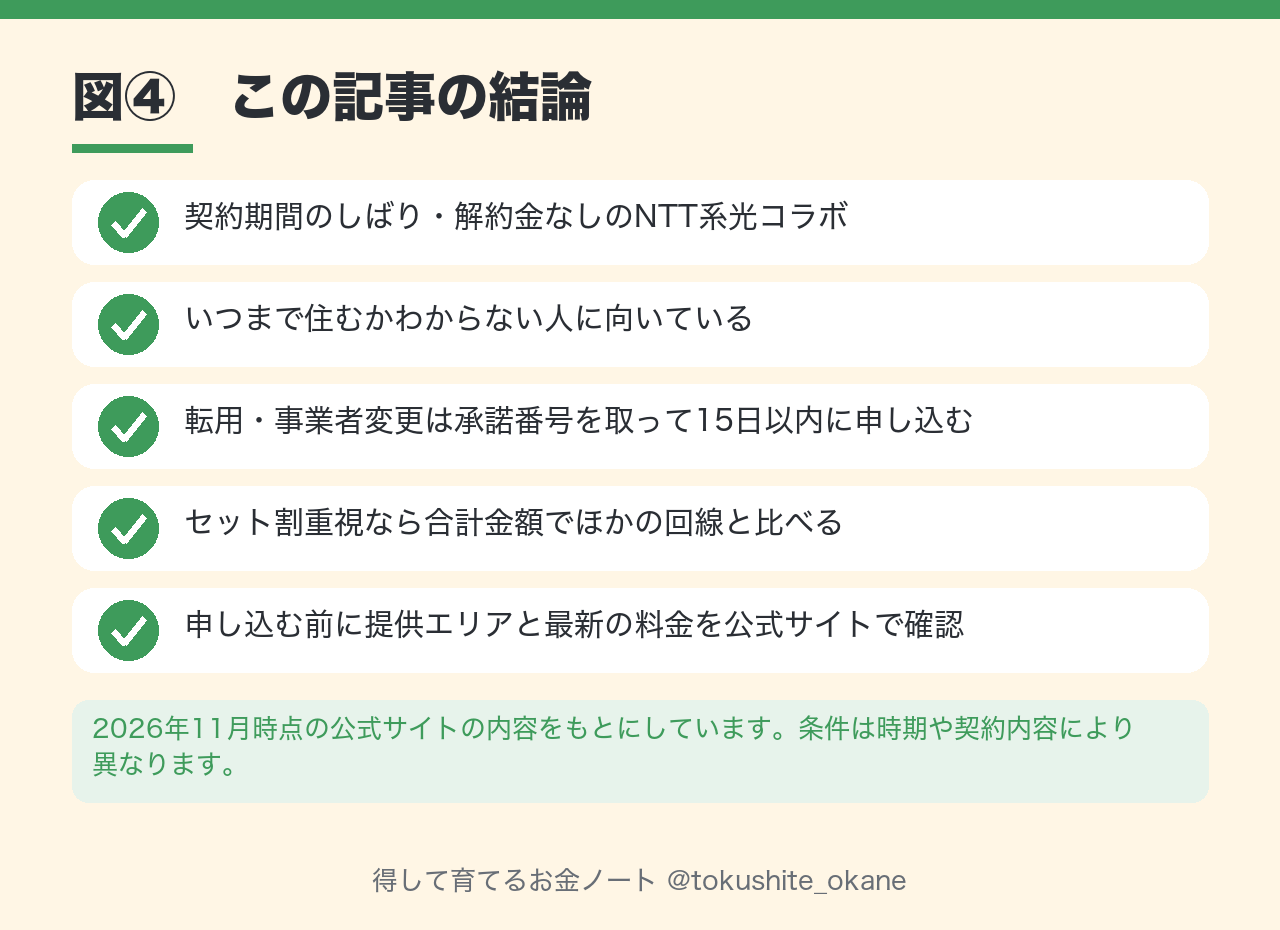 図④　この記事の結論
契約期間のしばり・解約金なしのNTT系光コラボ
いつまで住むかわからない人に向いている
転用・事業者変更は承諾番号を取って15日以内に申し込む
セット割重視なら合計金額でほかの回線と比べる
申し込む前に提供エリアと最新の料金を公式サイトで確認
2026年11月時点の公式サイトの内容をもとにしています。条件は時期や契約内容により
異なります。
得して育てるお金ノート @tokushite_okane